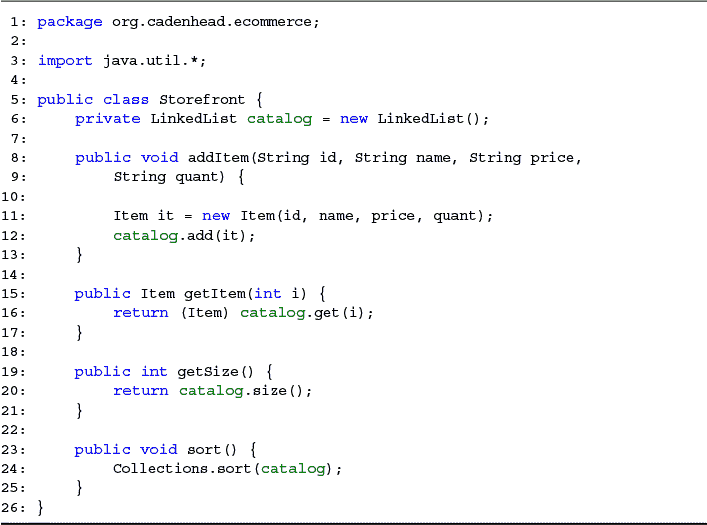 1: package org.cadenhead.ecommerce;
2:
3: import java.util.*;
4:
5: public class Storefront {
6:     private LinkedList catalog = new LinkedList();
7:
8:     public void addItem(String id, String name, String price,
9:         String quant) {
10:
11:         Item it = new Item(id, name, price, quant);
12:         catalog.add(it);
13:     }
14:
15:     public Item getItem(int i) {
16:         return (Item) catalog.get(i);
17:     }
18:
19:     public int getSize() {
20:         return catalog.size();
21:     }
22:
23:     public void sort() {
24:         Collections.sort(catalog);
25:     }
26: }